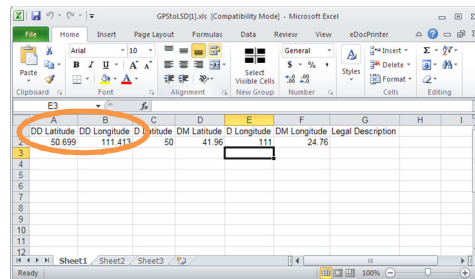 GPStoLSD[1].xls [Compatibility Mode] - Microsoft Excel
File Home Insert Page Layout Formulas Data Review View eDocPrinter
Paste
Arial 10
B I U
A A
Select Visible Cells
General
$ % ,
Styles
Insert
Delete
Format
Σ
Clipboard Font Alignment New Group Number Cells Editing
E3 fx
A B C D E F G H I
1 DD Latitude DD Longitude D Latitude DM Latitude D Longitude DM Longitude Legal Description
2 50.699 111.413 50 41.96 111 24.76
3
4
5
6
7
8
9
10
11
12
Sheet1 Sheet2 Sheet3
Ready 100%